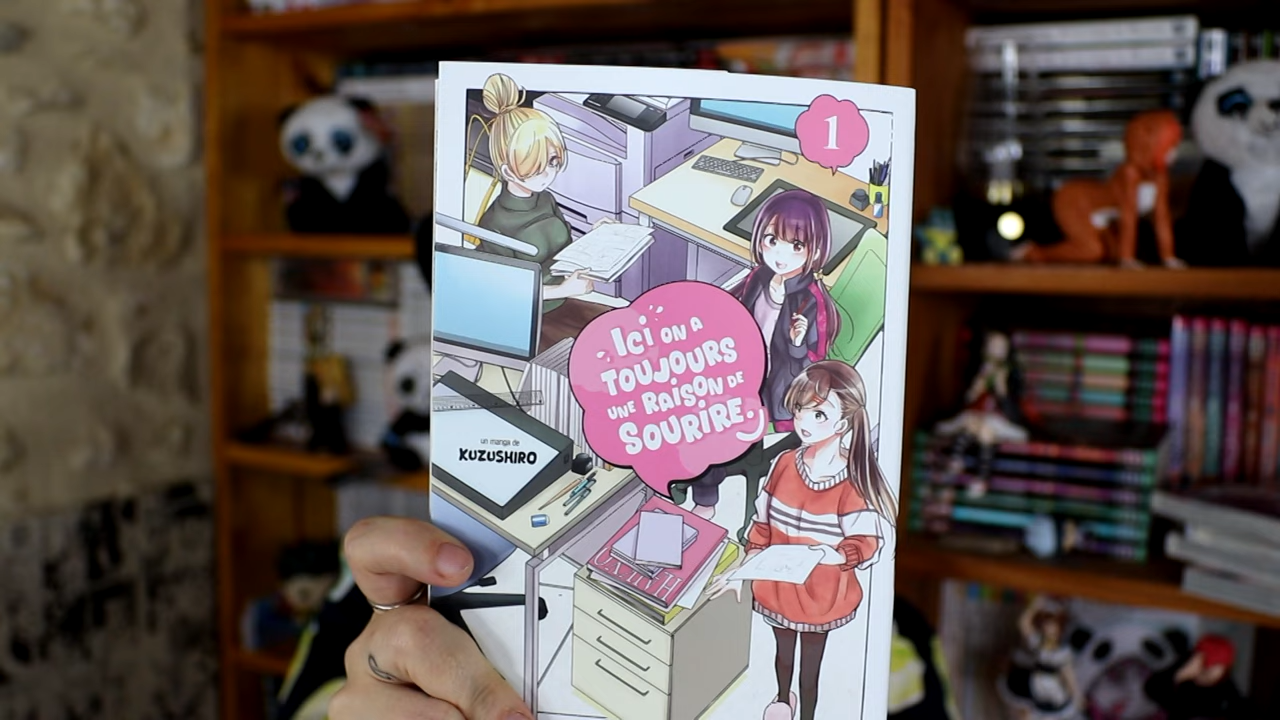 1
Ici on a
toujours
une raison de
sourire.
un manga de
KUZUSHIRO